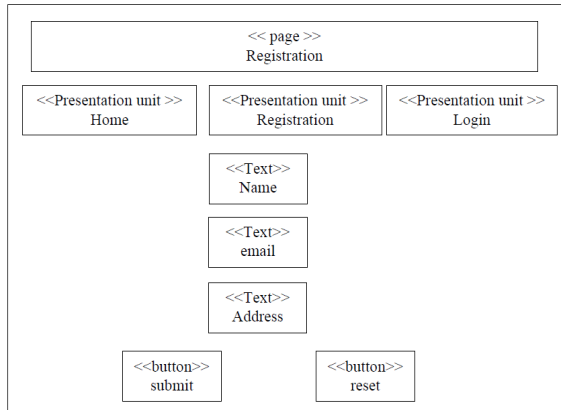 << page >>
Registration
<<Presentation unit >>
Home
<<Presentation unit >>
Registration
<<Presentation unit >>
Login
<<Text>>
Name
<<Text>>
email
<<Text>>
Address
<<button>>
submit
<<button>>
reset